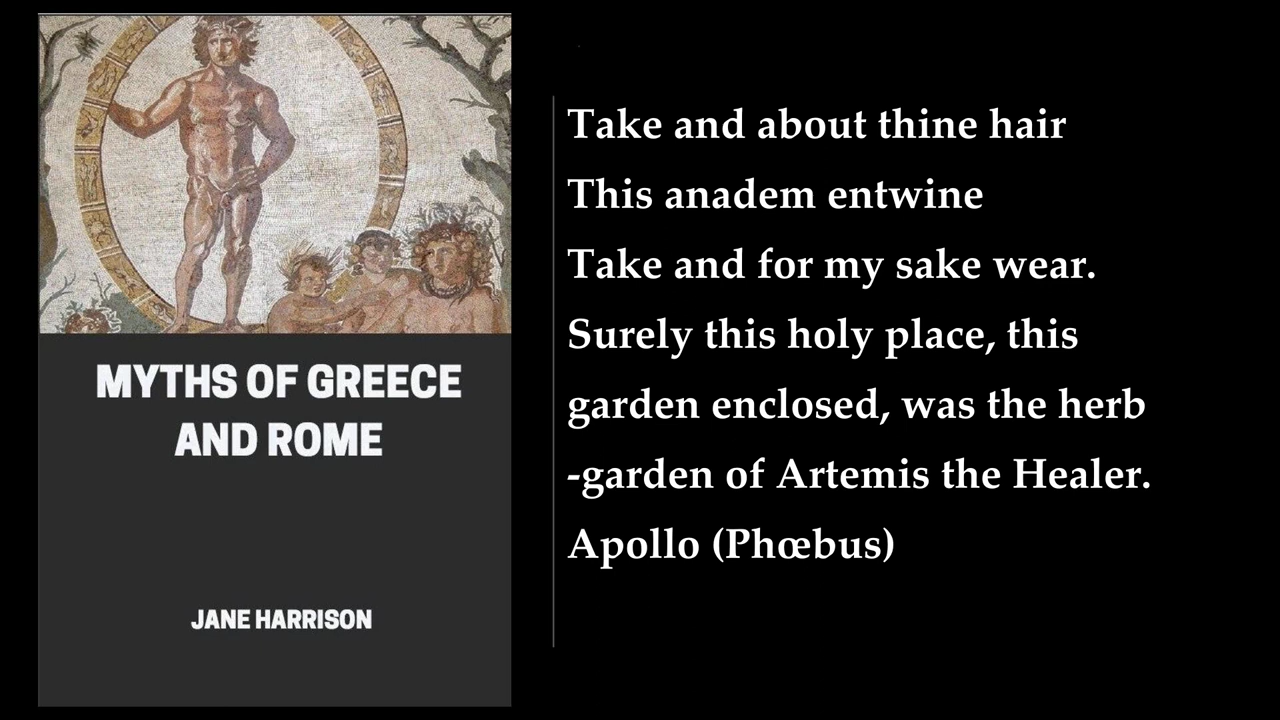 MYTHS OF GREECE
AND ROME
JANE HARRISON
Take and about thine hair
This anadem entwine
Take and for my sake wear.
Surely this holy place, this
garden enclosed, was the herb
-garden of Artemis the Healer.
Apollo (Phœbus)